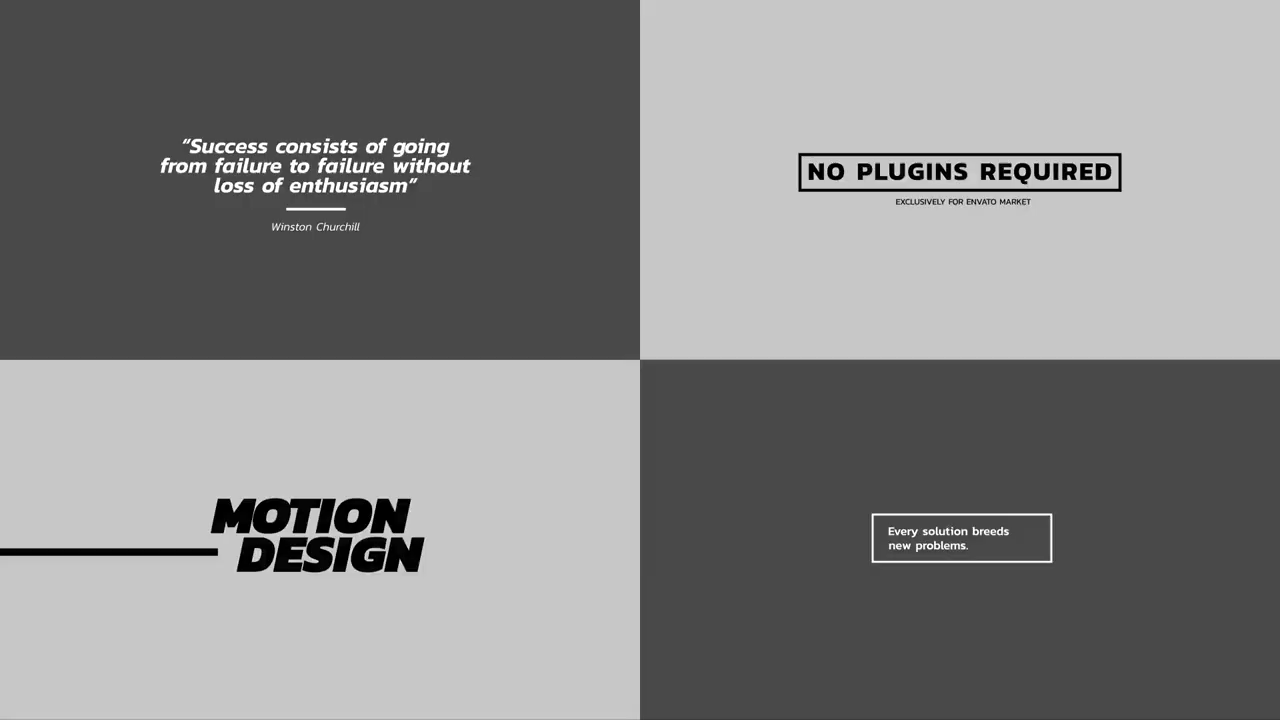 “Success consists of going
from failure to failure without
loss of enthusiasm”
Winston Churchill
NO PLUGINS REQUIRED
EXCLUSIVELY FOR ENVATO MARKET
MOTION
DESIGN
Every solution breeds
new problems.